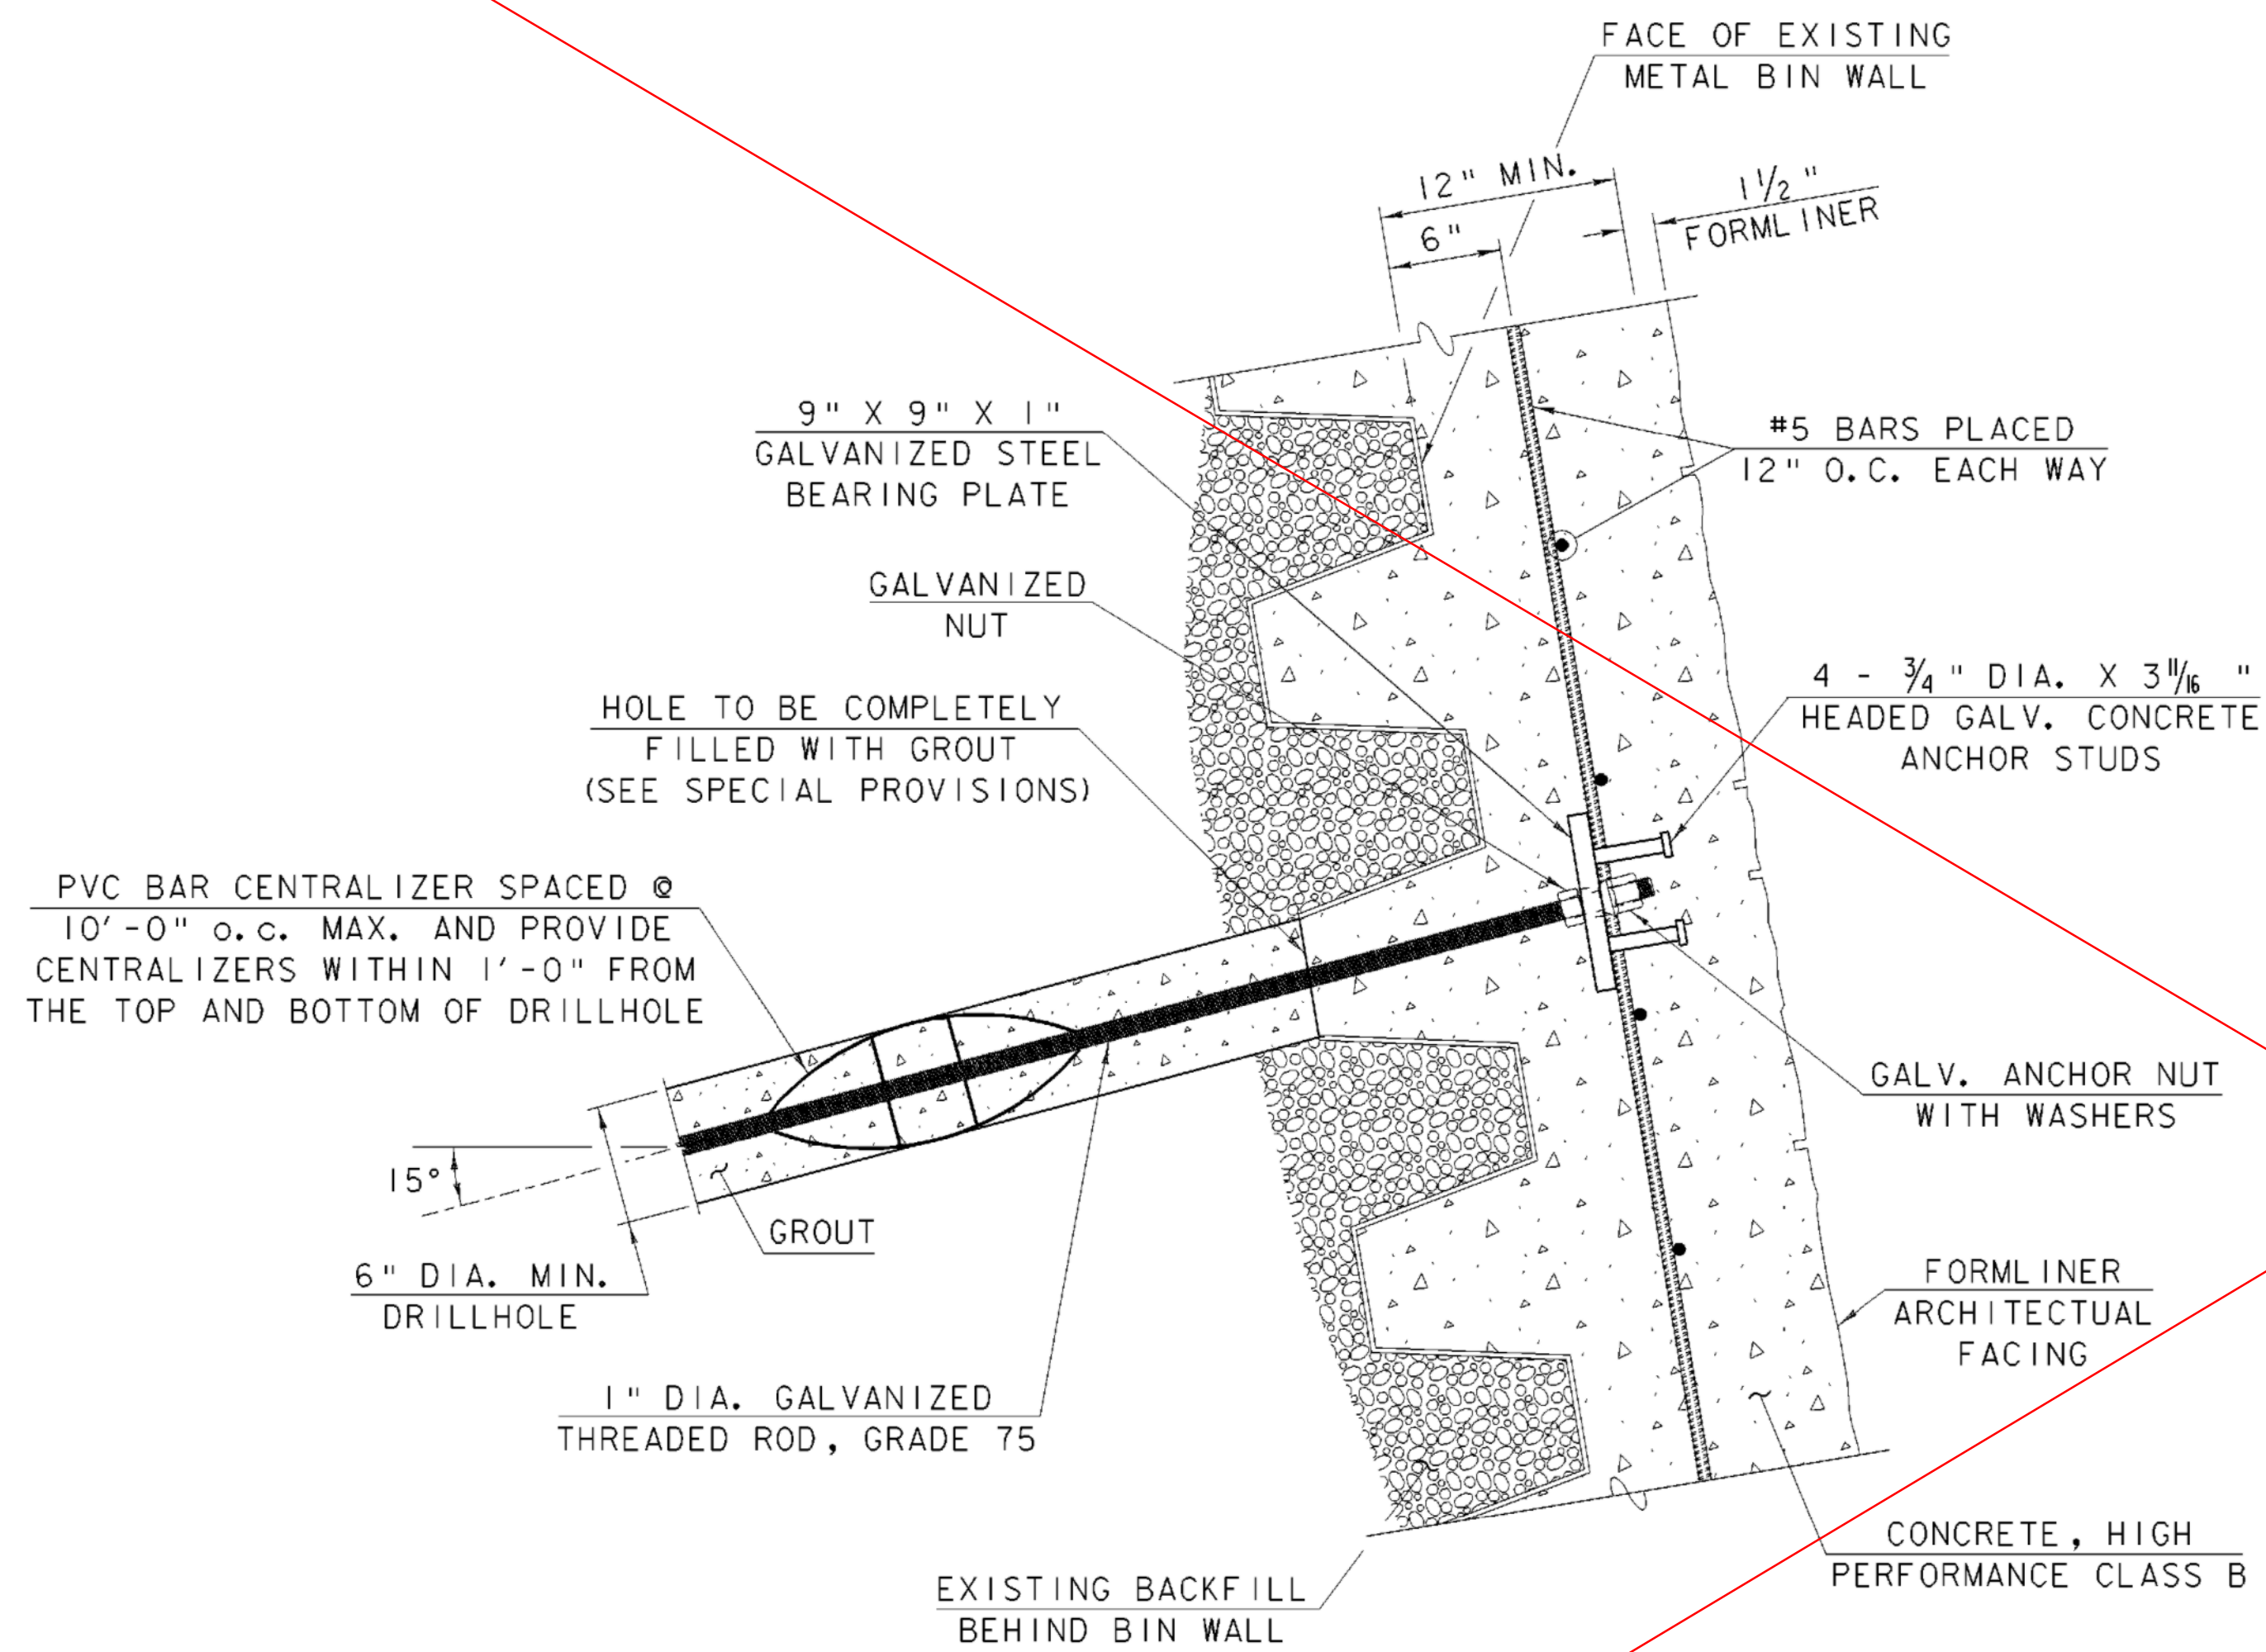 FACE OF EXISTING
METAL BIN WALL
12" MIN.
1 1/2 "
FORMLINER
6"
9" X 9" X 1"
GALVANIZED STEEL
BEARING PLATE
#5 BARS PLACED
12" O.C. EACH WAY
GALVANIZED
NUT
4 - 3/4 " DIA. X 3 11/16 "
HEADED GALV. CONCRETE
ANCHOR STUDS
HOLE TO BE COMPLETELY
FILLED WITH GROUT
(SEE SPECIAL PROVISIONS)
PVC BAR CENTRALIZER SPACED @
10'-0" o.c. MAX. AND PROVIDE
CENTRALIZERS WITHIN 1'-0" FROM
THE TOP AND BOTTOM OF DRILLHOLE
GALV. ANCHOR NUT
WITH WASHERS
15°
GROUT
6" DIA. MIN.
DRILLHOLE
FORMLINER
ARCHITECTUAL
FACING
1" DIA. GALVANIZED
THREADED ROD, GRADE 75
CONCRETE, HIGH
PERFORMANCE CLASS B
EXISTING BACKFILL
BEHIND BIN WALL